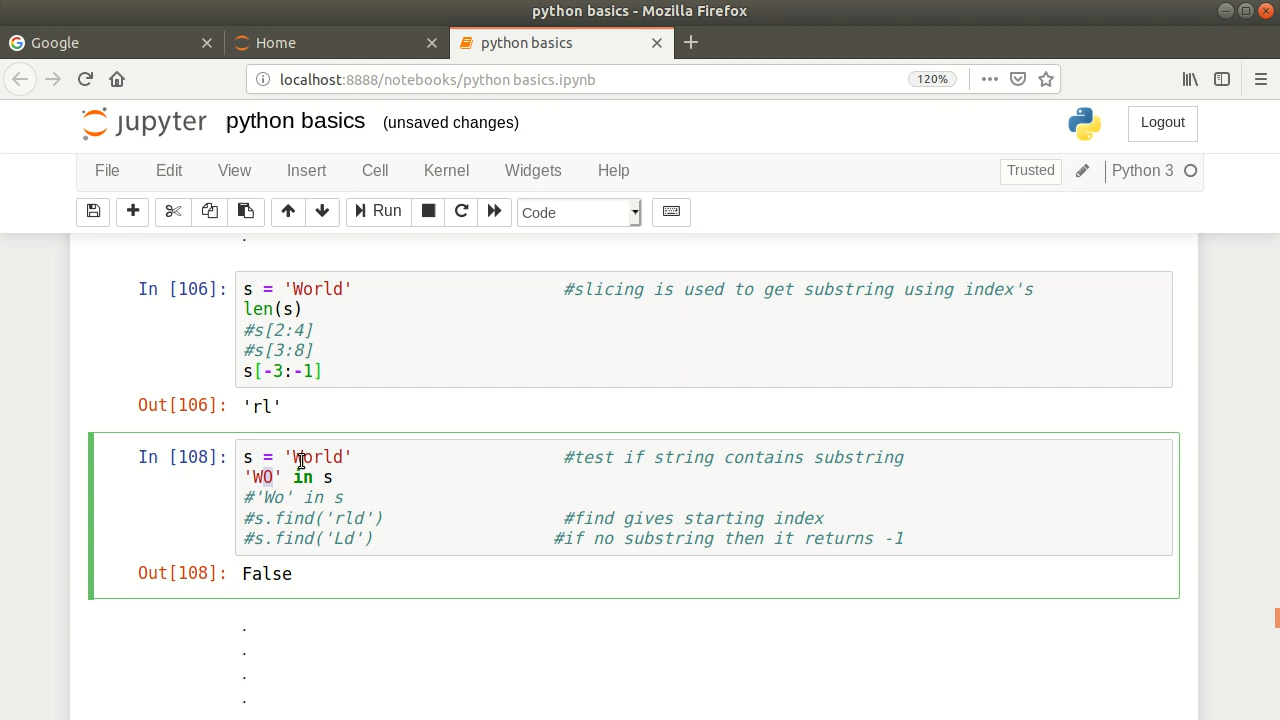 python basics - Mozilla Firefox
Google
Home
python basics
localhost:8888/notebooks/python basics.ipynb
120%
jupyter python basics (unsaved changes)
Logout
File Edit View Insert Cell Kernel Widgets Help
Trusted
Python 3
Run
Code
.
In [106]: s = 'World' #slicing is used to get substring using index's
len(s)
#s[2:4]
#s[3:8]
s[-3:-1]
Out[106]: 'rl'
In [108]: s = 'World' #test if string contains substring
'WO' in s
#'Wo' in s
#s.find('rld') #find gives starting index
#s.find('Ld') #if no substring then it returns -1
Out[108]: False
.
.
.
.